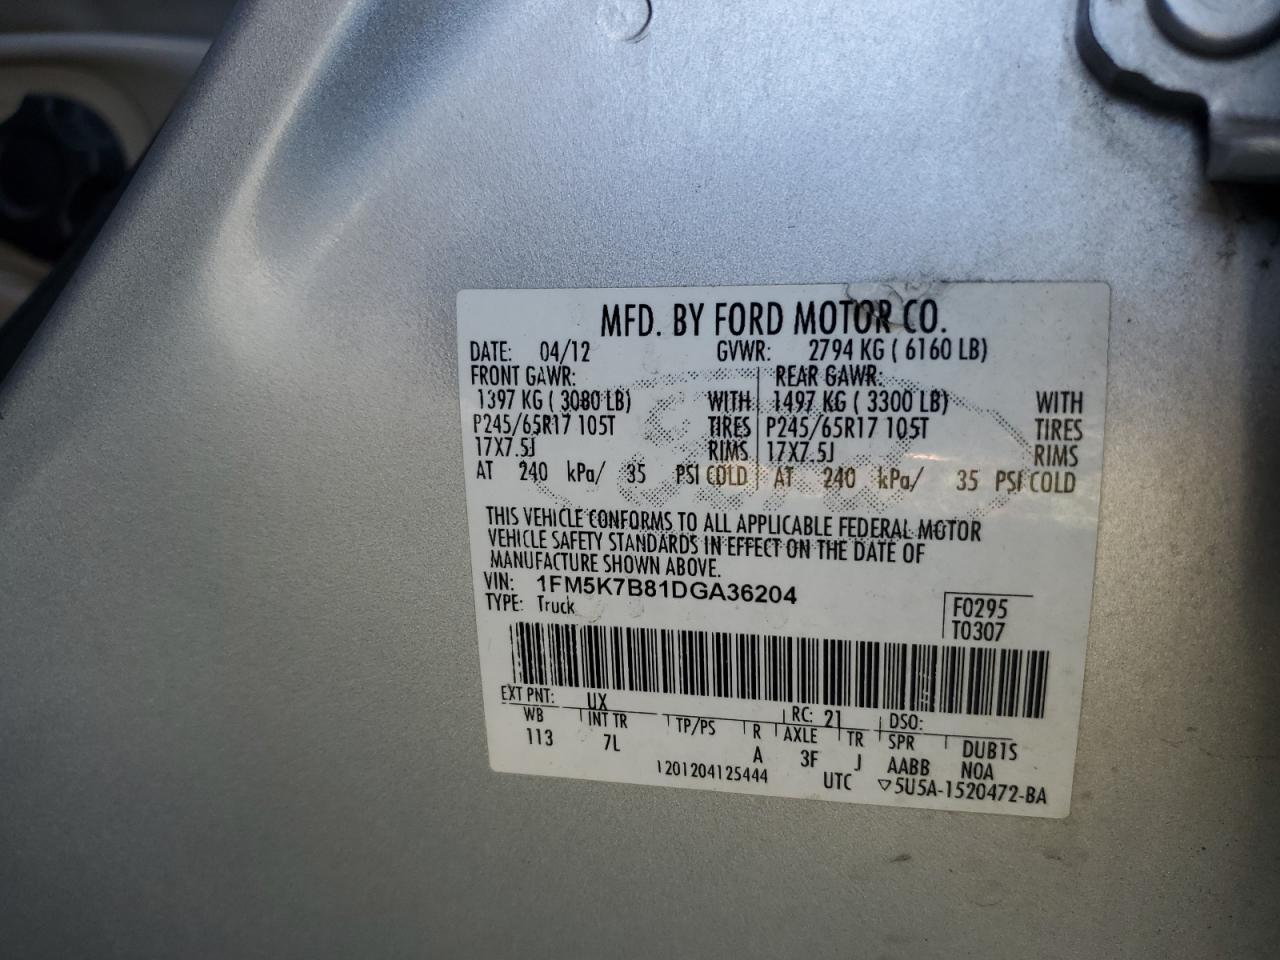 MFD. BY FORD MOTOR CO.
DATE: 04/12 GVWR: 2794 KG ( 6160 LB)
FRONT GAWR: REAR GAWR:
1397 KG ( 3080 LB) WITH 1497 KG ( 3300 LB) WITH
P245/65R17 105T TIRES P245/65R17 105T TIRES
17X7.5J RIMS 17X7.5J RIMS
AT 240 kPa/ 35 PSI COLD AT 240 kPa/ 35 PSI COLD
THIS VEHICLE CONFORMS TO ALL APPLICABLE FEDERAL MOTOR
VEHICLE SAFETY STANDARDS IN EFFECT ON THE DATE OF
MANUFACTURE SHOWN ABOVE.
VIN: 1FM5K7B81DGA36204
TYPE: Truck
F0295
T0307
EXT PNT: UX RC: 21 DSO:
WB INT TR TP/PS R AXLE TR SPR DUB1S
113 7L A 3F J AABB NOA
1201204125444 UTC ▽5U5A-1520472-BA